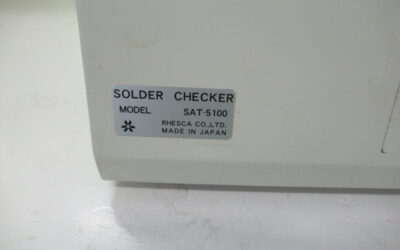 SOLDER CHECKER
MODEL SAT-5100
RHESCA CO.,LTD.
MADE IN JAPAN